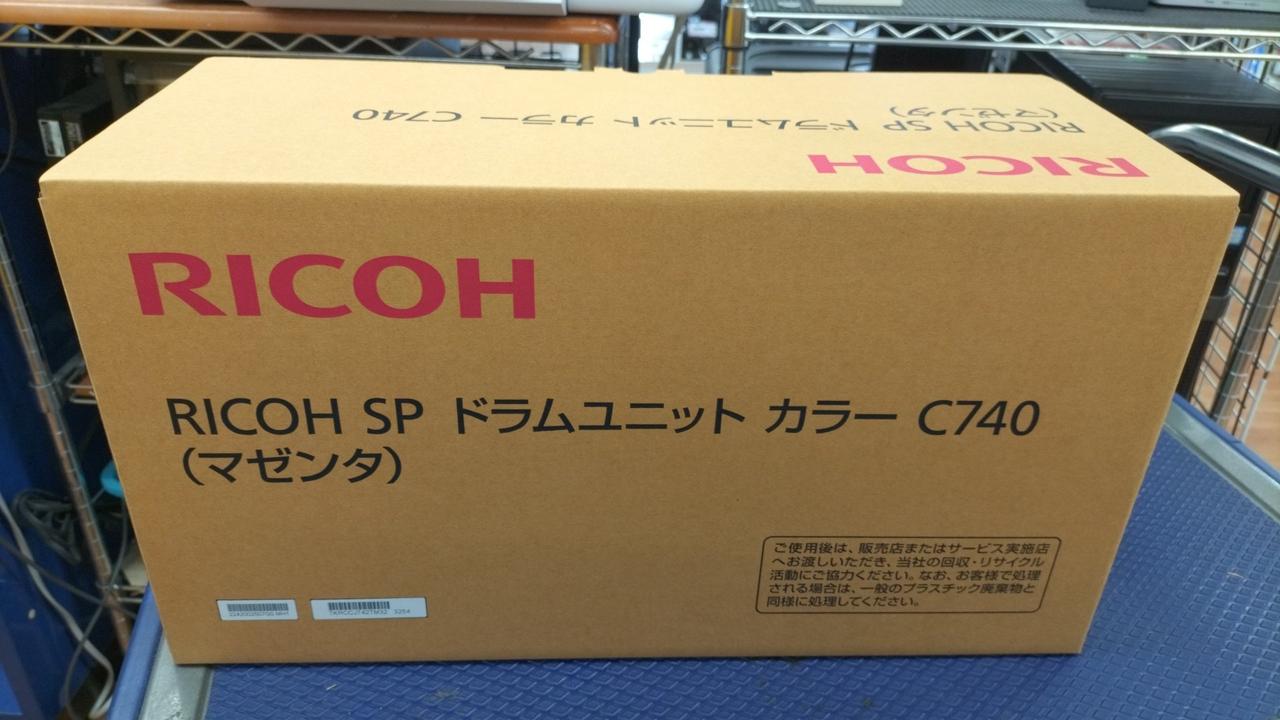 RICOH SP ドラムユニット カラー C740
（マゼンタ）
RICOH
RICOH
RICOH SP ドラムユニット カラー C740
（マゼンタ）
ご使用後は、販売店またはサービス実施店
へお渡しいただき、当社の回収・リサイクル
活動にご協力ください。なお、お客様で処理
される場合は、一般のプラスチック廃棄物と
同様に処理してください。